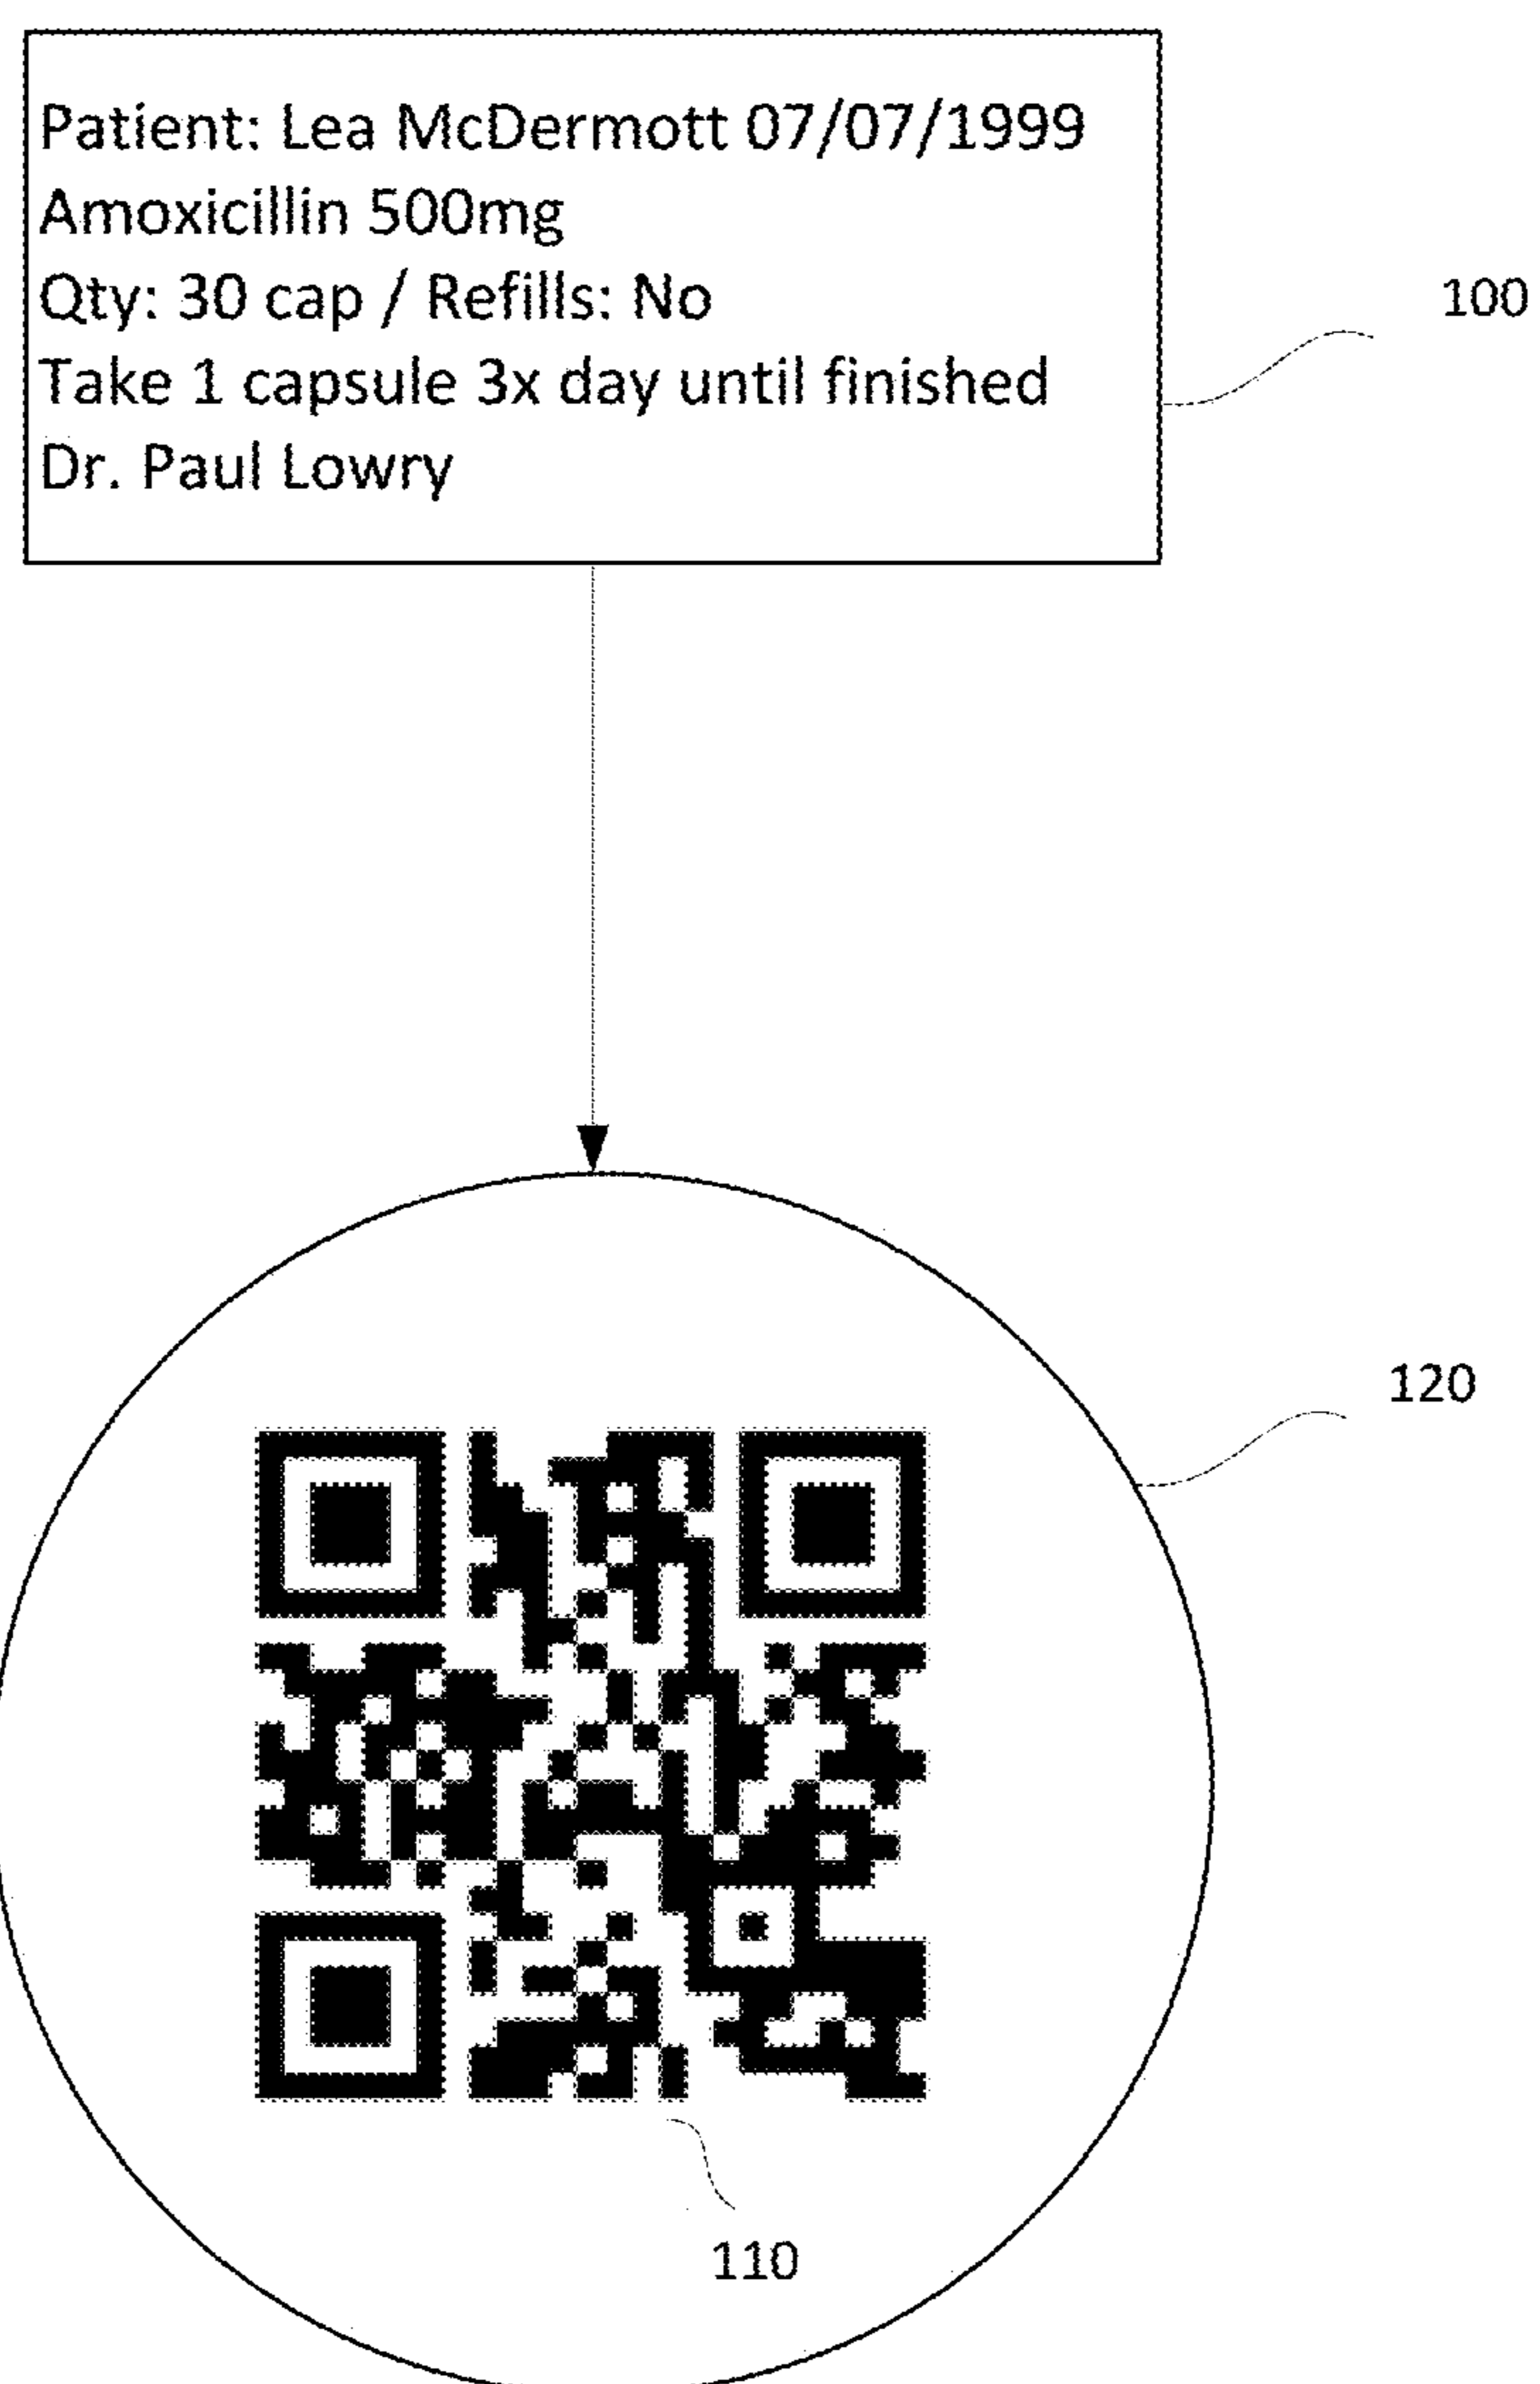 Patient: Lea McDermott 07/07/1999
Amoxicillin 500mg
Qty: 30 cap / Refills: No
Take 1 capsule 3x day until finished
Dr. Paul Lowry
100
120
110